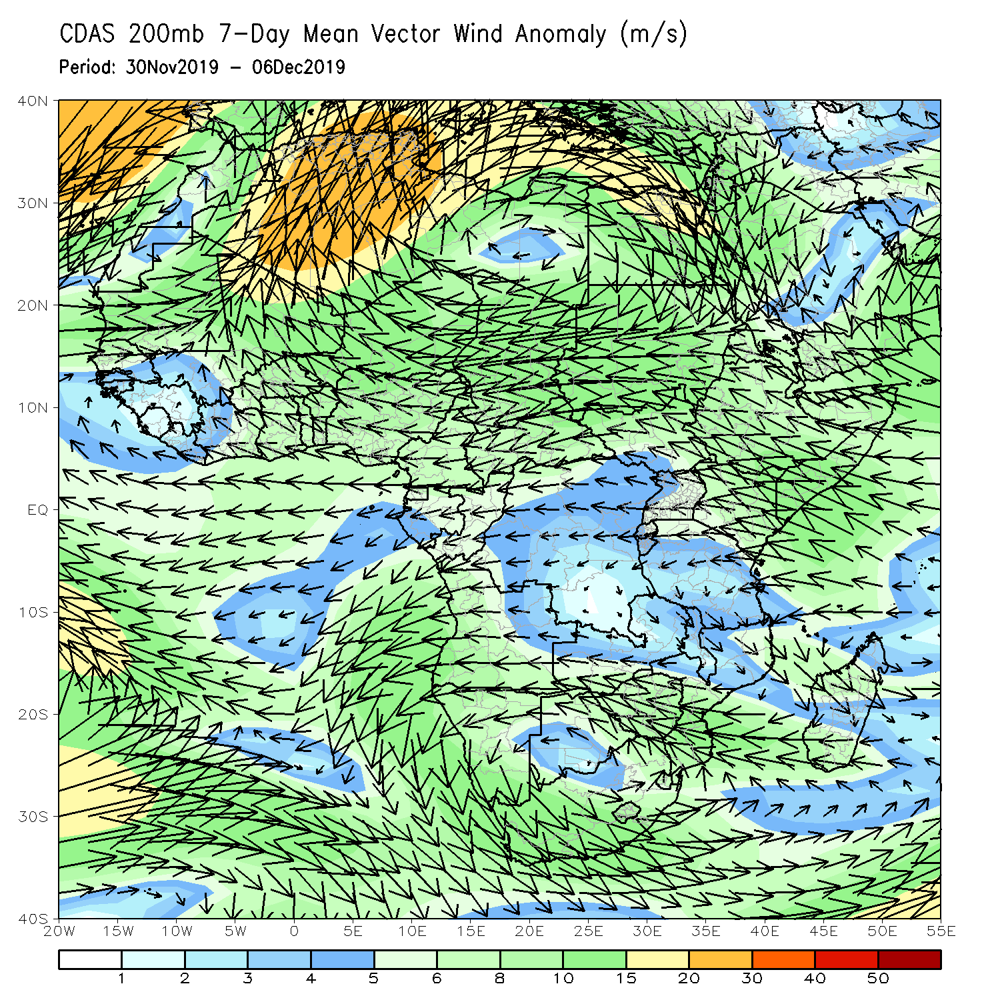 CDAS 200mb 7-Day Mean Vector Wind Anomaly (m/s)
Period: 30Nov2019 - 06Dec2019
40N
30N
20N
10N
EQ
10S
20S
30S
40S
20W 15W 10W 5W 0 5E 10E 15E 20E 25E 30E 35E 40E 45E 50E 55E
1 2 3 4 5 6 8 10 15 20 30 40 50